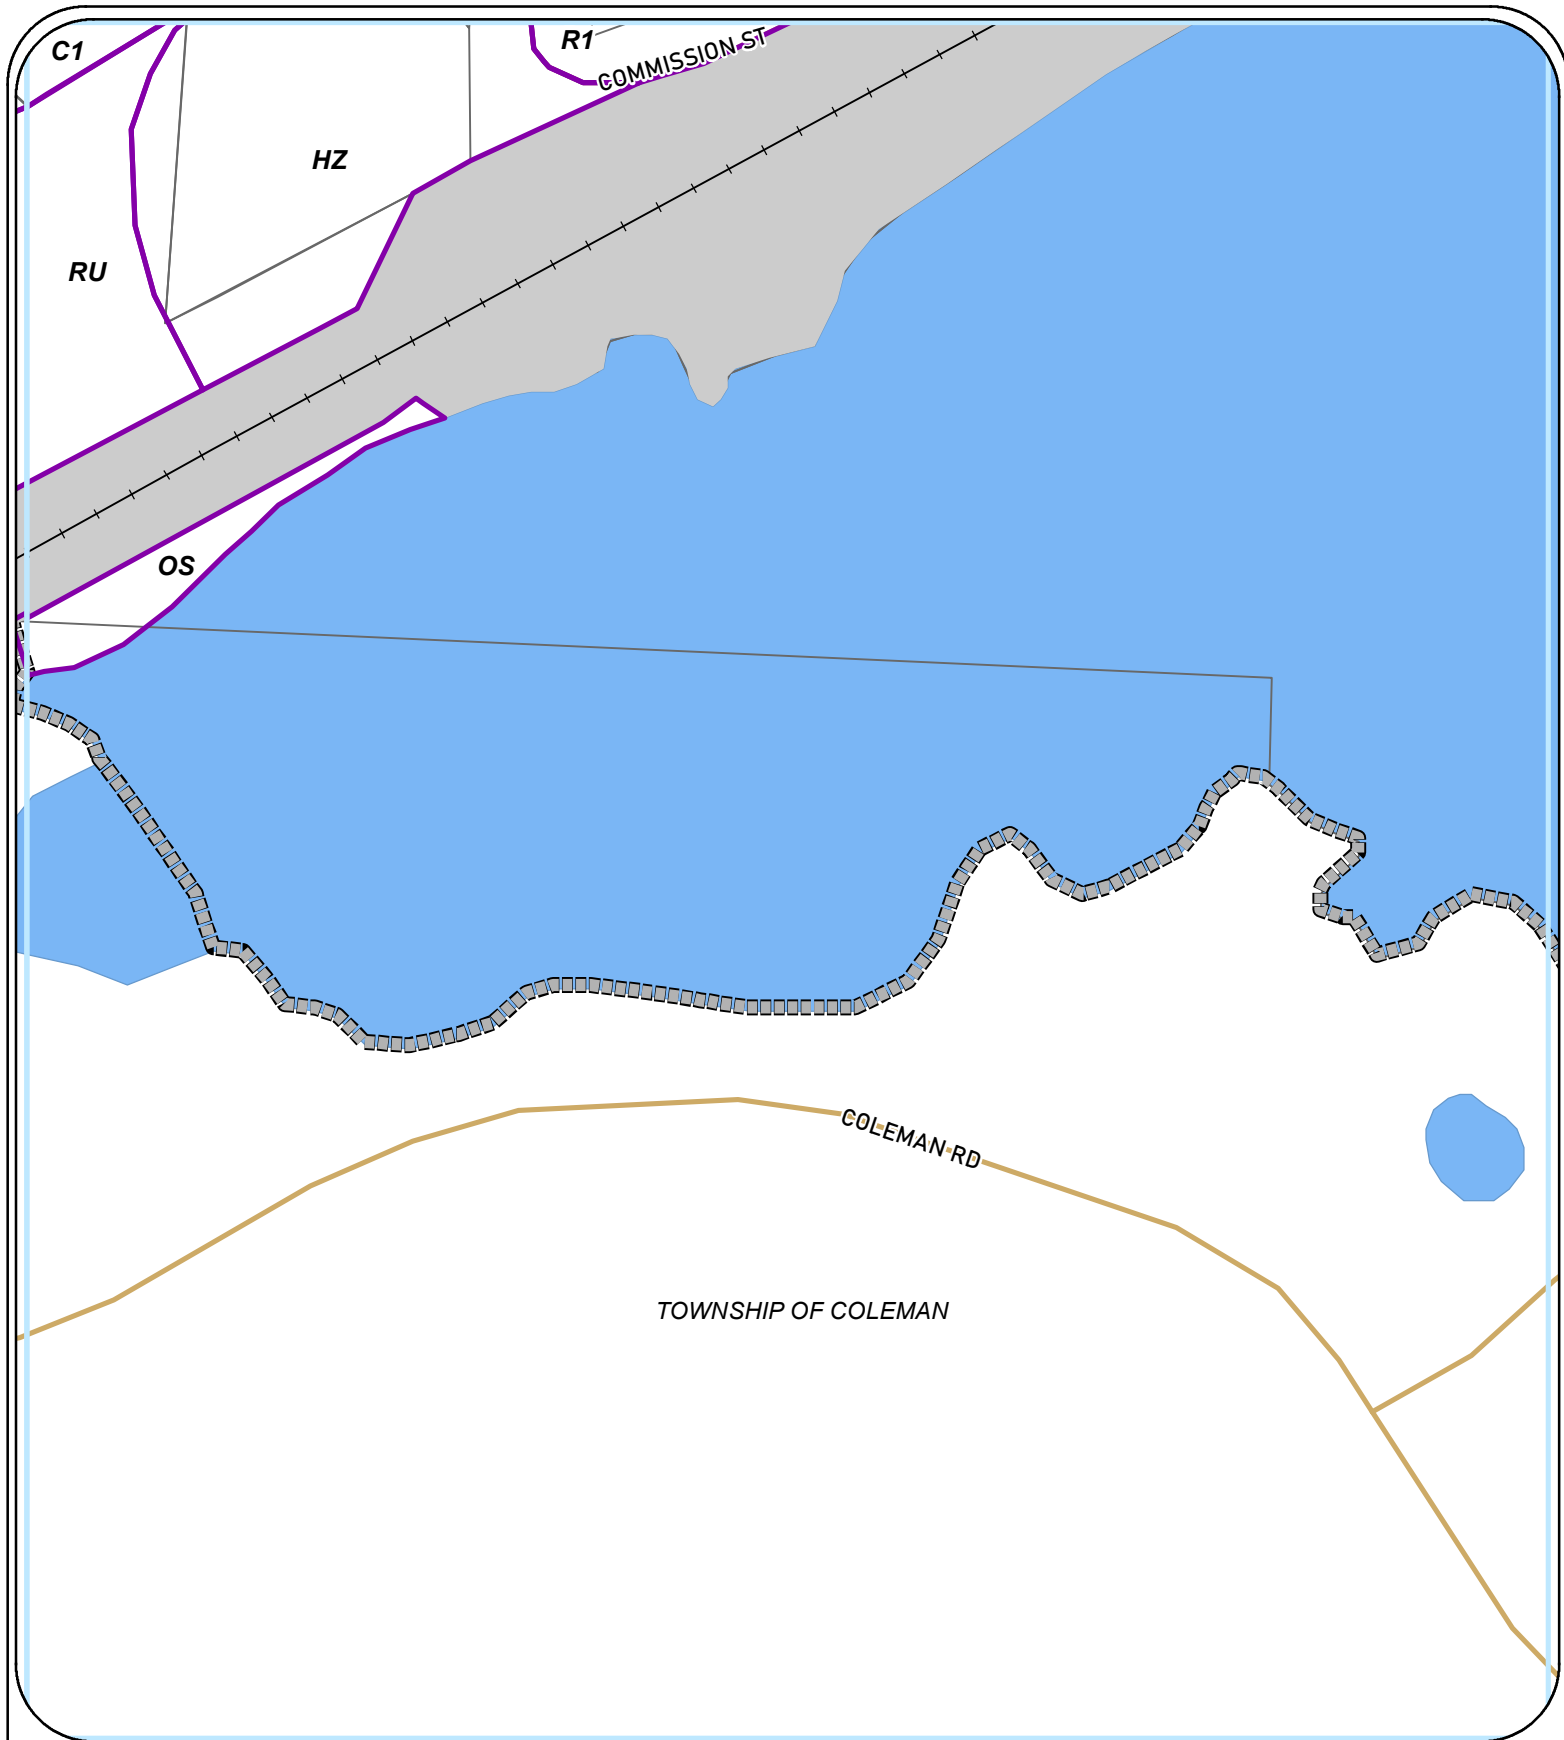 C1
R1
COMMISSION ST
HZ
RU
OS
COLEMAN RD
TOWNSHIP OF COLEMAN